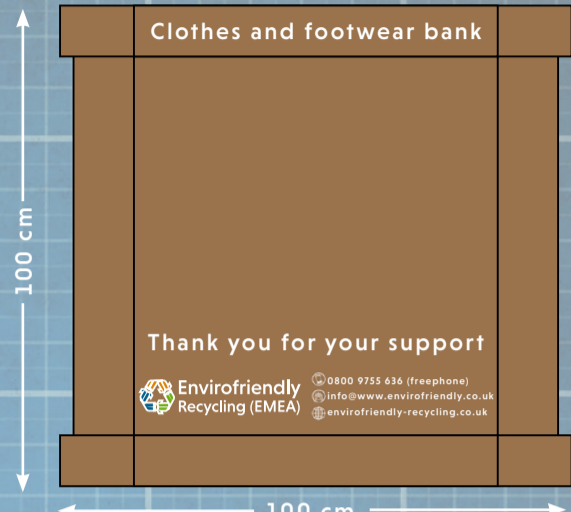 Clothes and footwear bank
100 cm
Thank you for your support
Envirofriendly
Recycling (EMEA)
0800 9755 636 (freephone)
info@www.envirofriendly.co.uk
envirofriendly-recycling.co.uk
100 cm